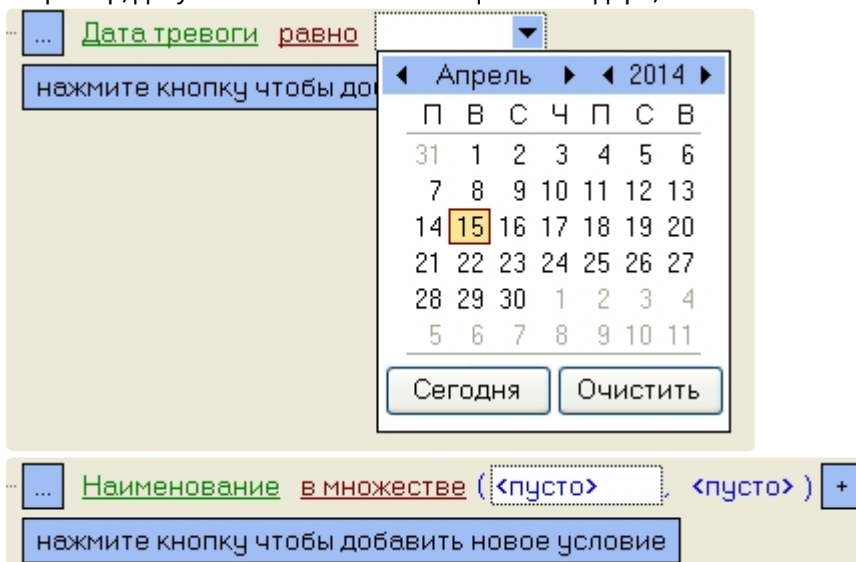 ... Дата тревоги равно
нажмите кнопку чтобы до
Апрель 2014
П В С Ч П С В
31 1 2 3 4 5 6
7 8 9 10 11 12 13
14 15 16 17 18 19 20
21 22 23 24 25 26 27
28 29 30 1 2 3 4
5 6 7 8 9 10 11
Сегодня Очистить
... Наименование в множестве ( <пусто> , <пусто> ) +
нажмите кнопку чтобы добавить новое условие